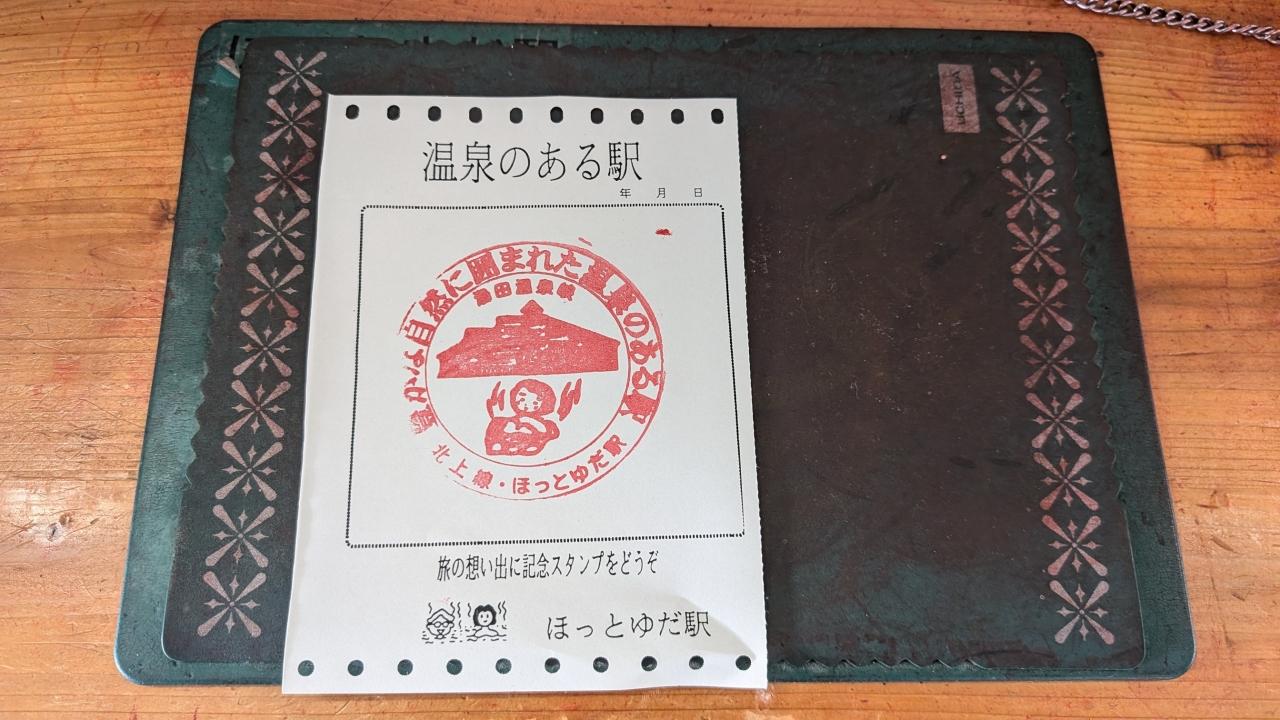 温泉のある駅
年 月 日
豊かな自然に囲まれた温泉のある駅
湯田温泉峡
北上線・ほっとゆだ駅
旅の想い出に記念スタンプをどうぞ
ほっとゆだ駅
UCHIDA